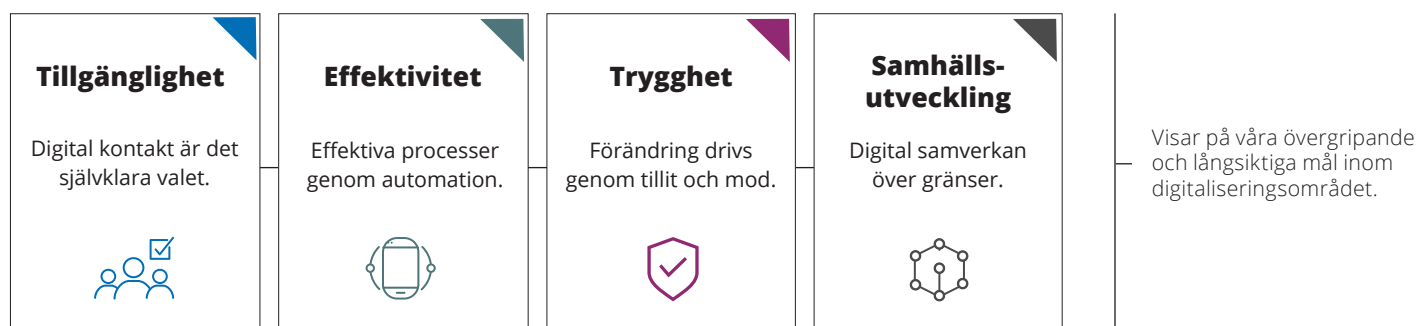 Tillgänglighet
Digital kontakt är det
självklara valet.
Effektivitet
Effektiva processer
genom automation.
Trygghet
Förändring drivs
genom tillit och mod.
Samhälls-
utveckling
Digital samverkan
över gränser.
Visar på våra övergripande
och långsiktiga mål inom
digitaliseringsområdet.